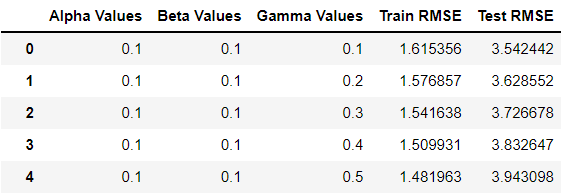 Alpha Values Beta Values Gamma Values Train RMSE Test RMSE
0 0.1 0.1 0.1 1.615356 3.542442
1 0.1 0.1 0.2 1.576857 3.628552
2 0.1 0.1 0.3 1.541638 3.726678
3 0.1 0.1 0.4 1.509931 3.832647
4 0.1 0.1 0.5 1.481963 3.943098